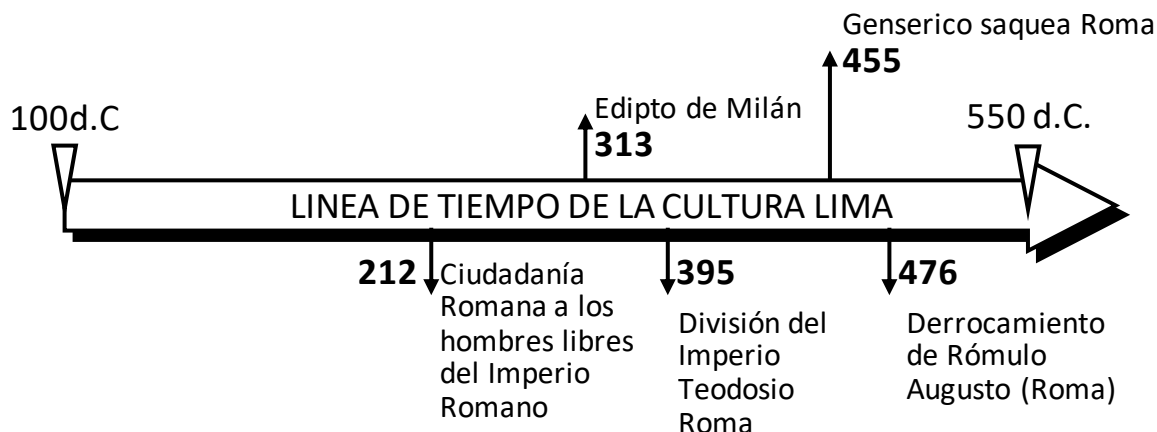 Genserico saquea Roma
455
100d.C
Edipto de Milán
313
550 d.C.
LINEA DE TIEMPO DE LA CULTURA LIMA
212
Ciudadanía
Romana a los
hombres libres
del Imperio
Romano
395
División del
Imperio
Teodosio
Roma
476
Derrocamiento
de Rómulo
Augusto (Roma)